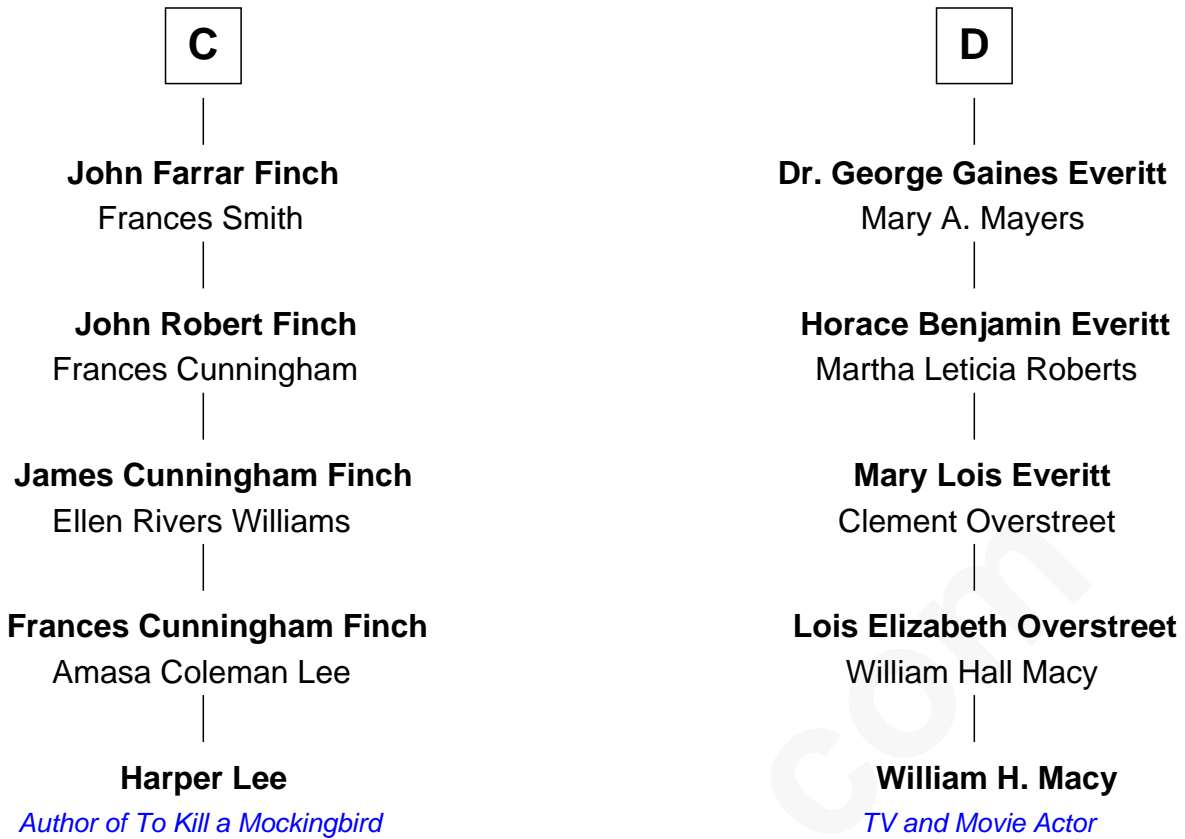 C
John Farrar Finch
Frances Smith
John Robert Finch
Frances Cunningham
James Cunningham Finch
Ellen Rivers Williams
Frances Cunningham Finch
Amasa Coleman Lee
Harper Lee
Author of To Kill a Mockingbird
D
Dr. George Gaines Everitt
Mary A. Mayers
Horace Benjamin Everitt
Martha Leticia Roberts
Mary Lois Everitt
Clement Overstreet
Lois Elizabeth Overstreet
William Hall Macy
William H. Macy
TV and Movie Actor
com